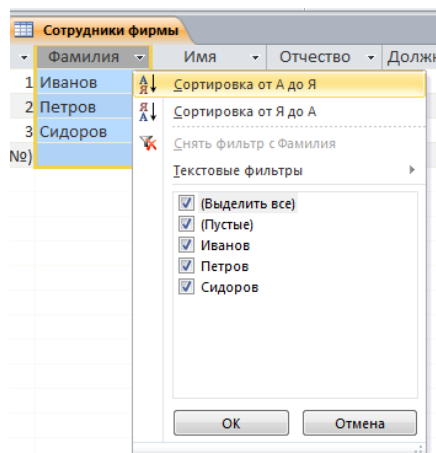 Сотрудники фирмы
Фамилия Имя Отчество
1 Иванов
2 Петров
3 Сидоров
№)
Сортировка от А до Я
Сортировка от Я до А
Снять фильтр с Фамилия
Текстовые фильтры
(Выделить все)
(Пустые)
Иванов
Петров
Сидоров
ОК Отмена